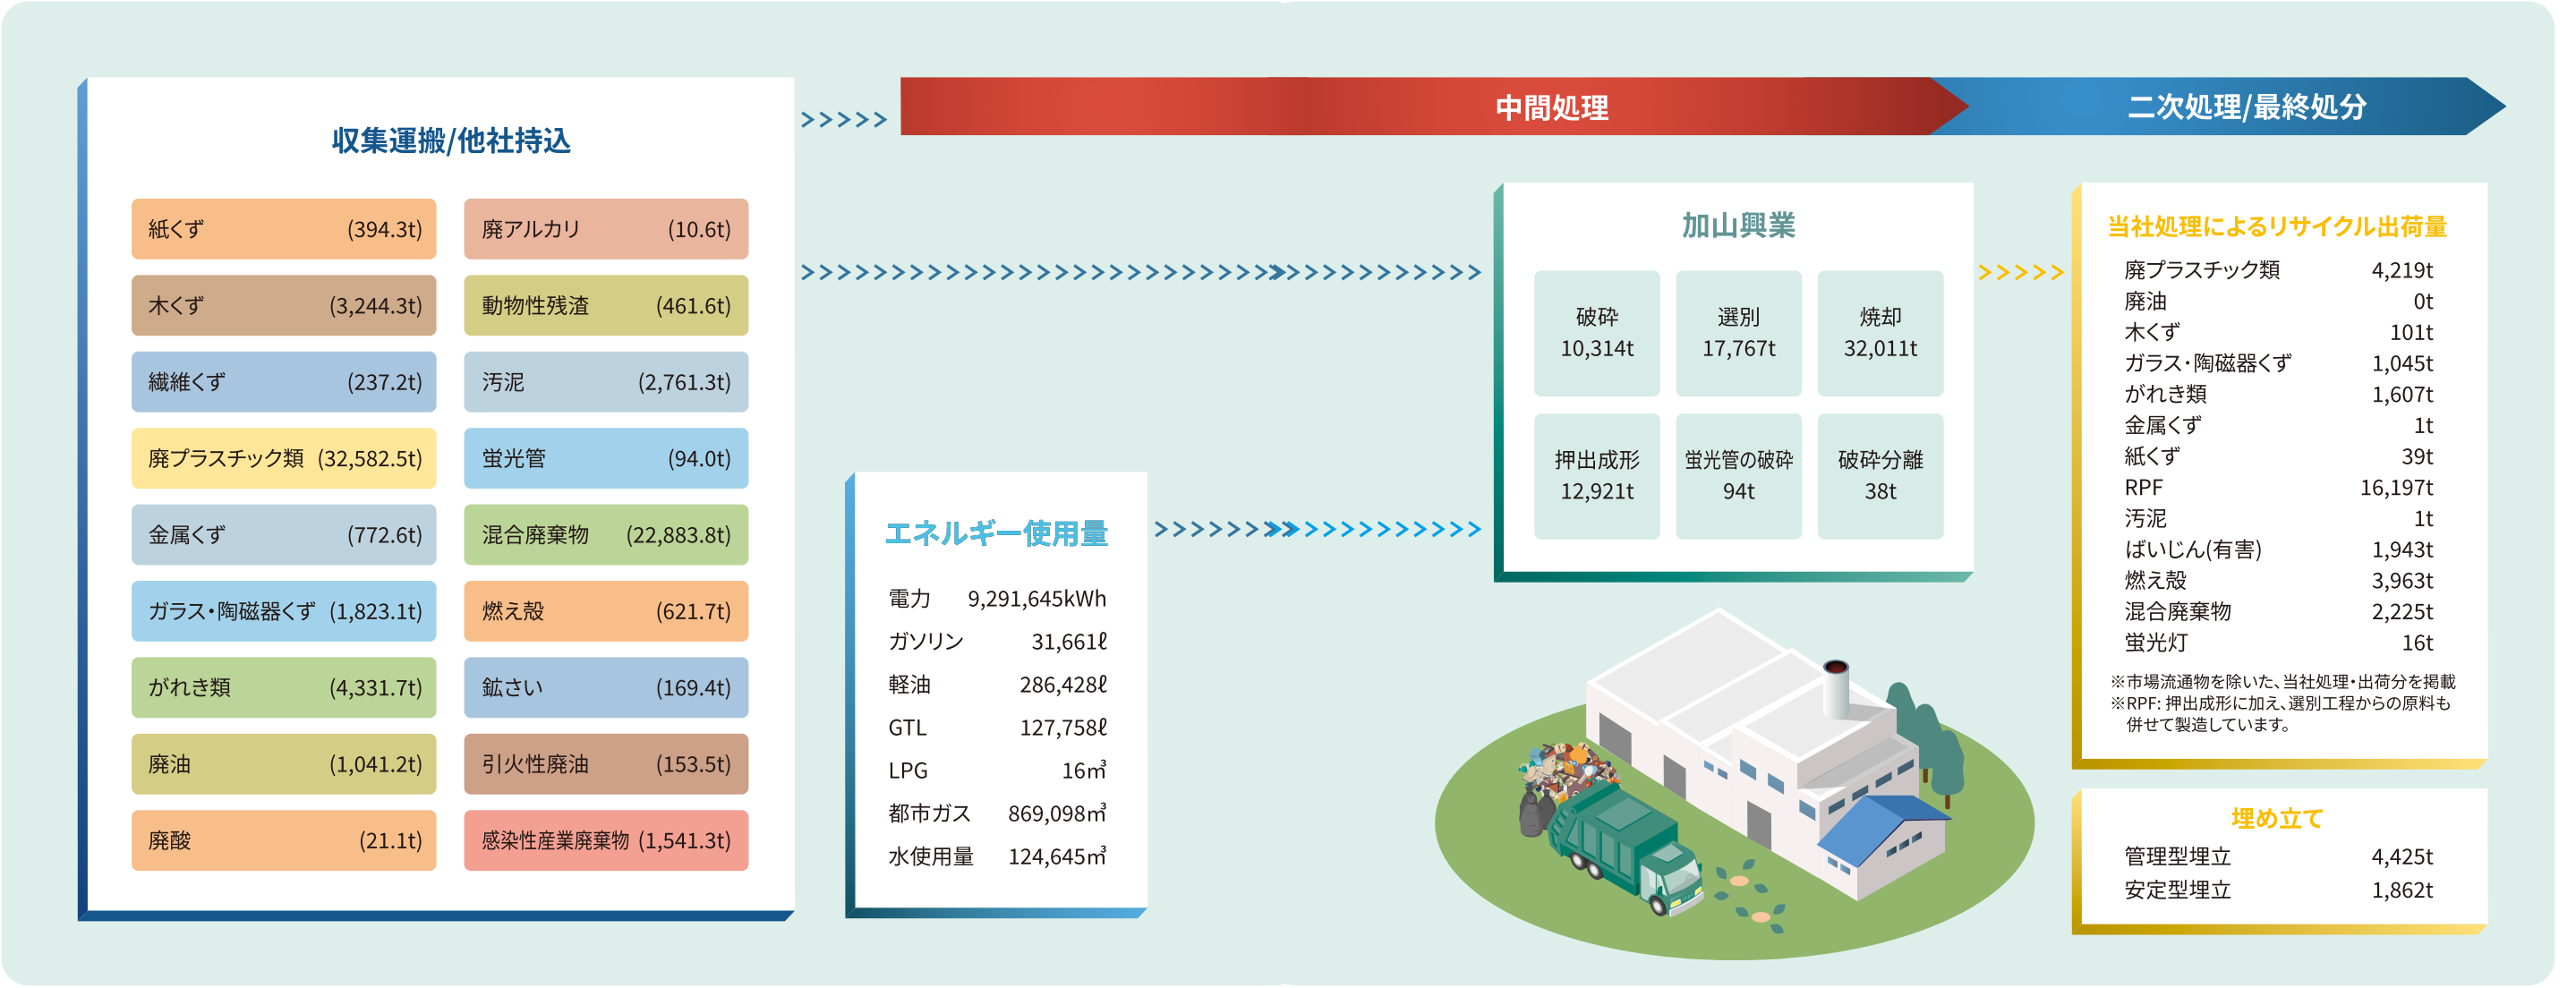 収集運搬/他社持込
紙くず (394.3t)
木くず (3,244.3t)
繊維くず (237.2t)
廃プラスチック類 (32,582.5t)
金属くず (772.6t)
ガラス・陶磁器くず (1,823.1t)
がれき類 (4,331.7t)
廃油 (1,041.2t)
廃酸 (21.1t)
廃アルカリ (10.6t)
動物性残渣 (461.6t)
汚泥 (2,761.3t)
蛍光管 (94.0t)
混合廃棄物 (22,883.8t)
燃え殻 (621.7t)
鉱さい (169.4t)
引火性廃油 (153.5t)
感染性産業廃棄物 (1,541.3t)
エネルギー使用量
電力 9,291,645kWh
ガソリン 31,661ℓ
軽油 286,428ℓ
GTL 127,758ℓ
LPG 16㎥
都市ガス 869,098㎥
水使用量 124,645㎥
中間処理
加山興業
破砕
10,314t
選別
17,767t
焼却
32,011t
押出成形
12,921t
蛍光管の破砕
94t
破砕分離
38t
二次処理/最終処分
当社処理によるリサイクル出荷量
廃プラスチック類 4,219t
廃油 0t
木くず 101t
ガラス・陶磁器くず 1,045t
がれき類 1,607t
金属くず 1t
紙くず 39t
RPF 16,197t
汚泥 1t
ばいじん(有害) 1,943t
燃え殻 3,963t
混合廃棄物 2,225t
蛍光灯 16t
※市場流通物を除いた、当社処理・出荷分を掲載
※RPF: 押出成形に加え、選別工程からの原料も
併せて製造しています。
埋め立て
管理型埋立 4,425t
安定型埋立 1,862t